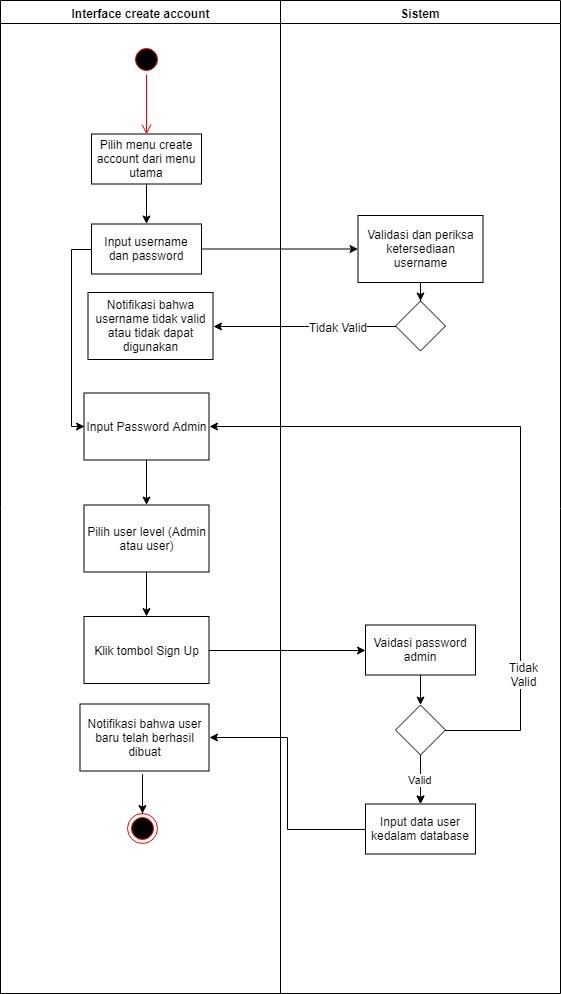 Interface create account
Sistem
Pilih menu create
account dari menu
utama
Input username
dan password
Validasi dan periksa
ketersediaan
username
Notifikasi bahwa
username tidak valid
atau tidak dapat
digunakan
Tidak Valid
Input Password Admin
Pilih user level (Admin
atau user)
Klik tombol Sign Up
Vaidasi password
admin
Tidak
Valid
Notifikasi bahwa user
baru telah berhasil
dibuat
Valid
Input data user
kedalam database